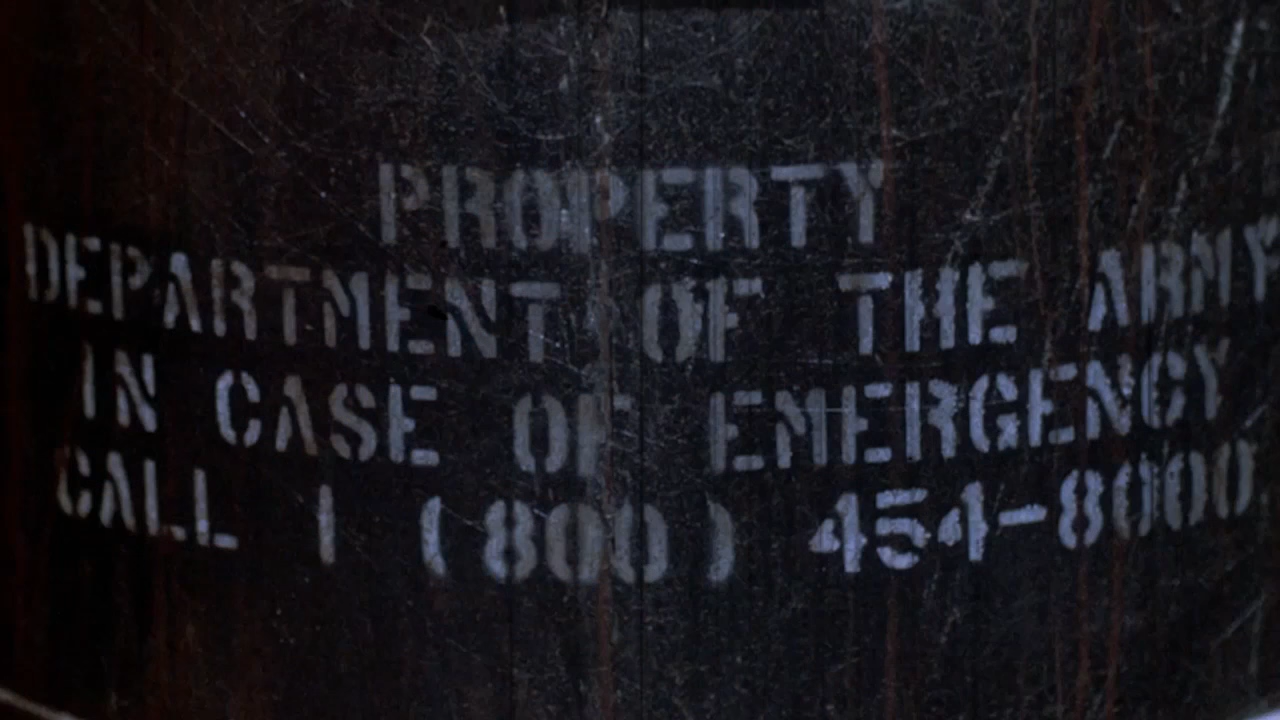 PROPERTY
DEPARTMENT OF THE ARMY
IN CASE OF EMERGENCY
CALL 1 (800) 454-8000